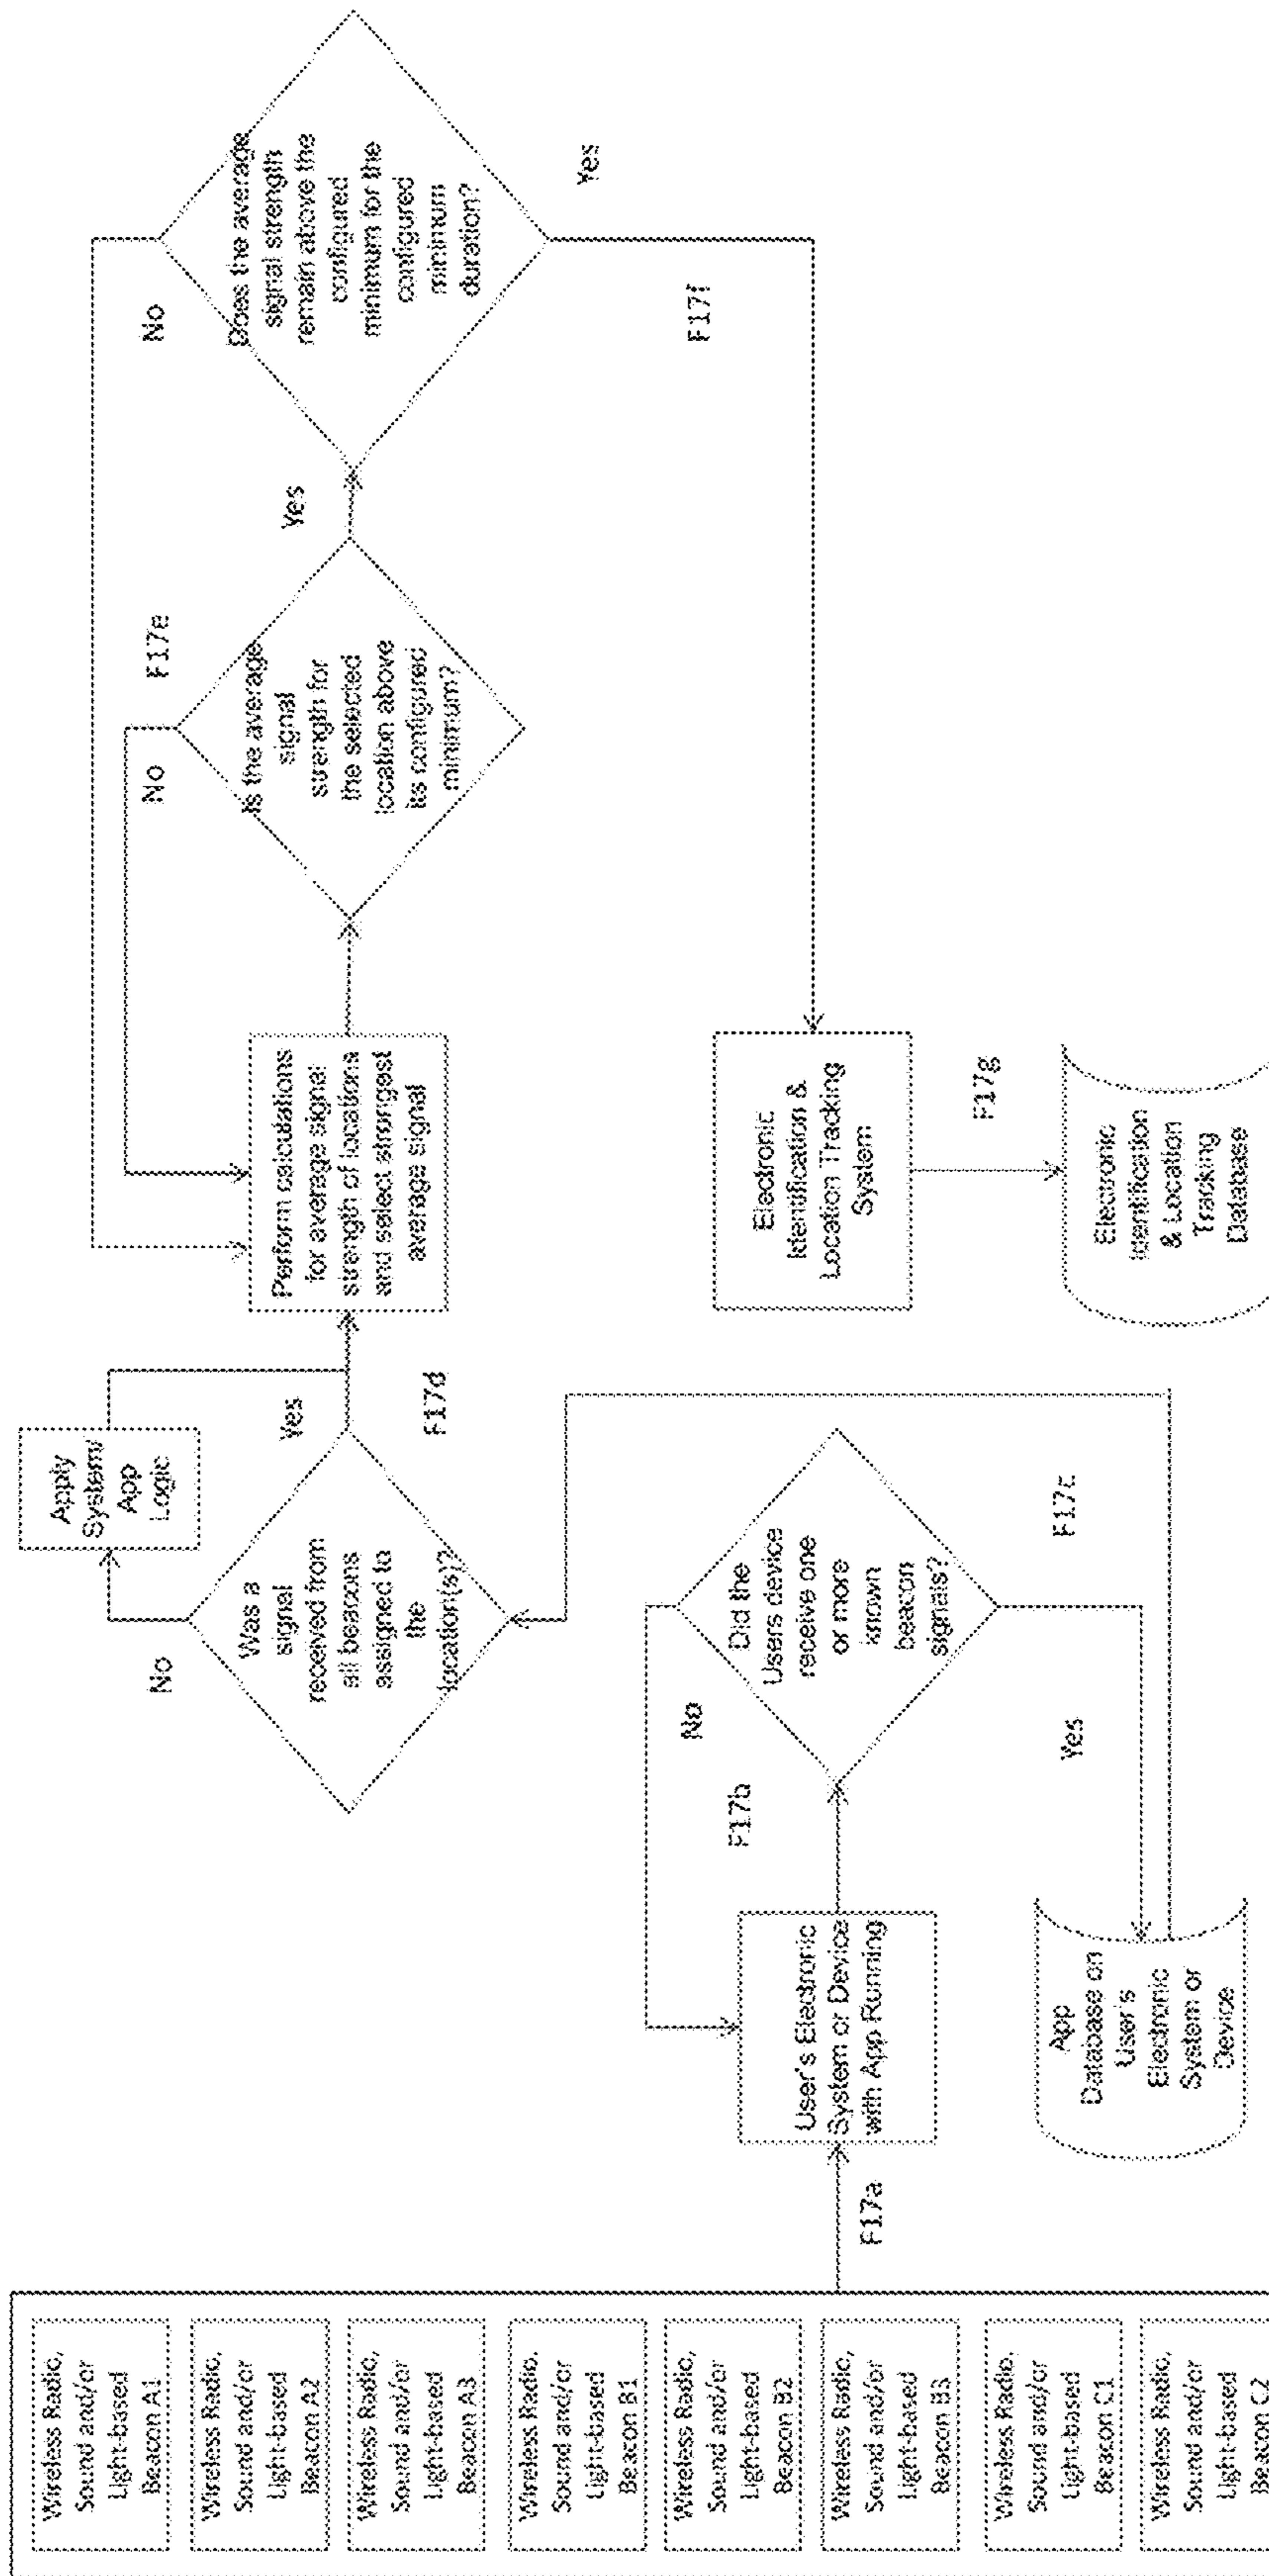 Wireless Radio,
Sound and/or
Light-based
Beacon A1
Wireless Radio,
Sound and/or
Light-based
Beacon A2
Wireless Radio,
Sound and/or
Light-based
Beacon A3
Wireless Radio,
Sound and/or
Light-based
Beacon B1
Wireless Radio,
Sound and/or
Light-based
Beacon B2
Wireless Radio,
Sound and/or
Light-based
Beacon B3
Wireless Radio,
Sound and/or
Light-based
Beacon C1
Wireless Radio,
Sound and/or
Light-based
Beacon C2
F17a
User's Electronic
System or Device
with App Running
F17b
No
Did the
Users device
receive one
or more
known
beacon
signals?
Yes
F17c
App
Database on
User's
Electronic
System or
Device
Was a
signal
received from
all beacons
assigned to
the
location(s)?
No
Apply
System/
App
Logic
Yes
F17d
Perform calculations
for average signal
strength of locations
and select strongest
average signal
Is the average
signal
strength for
the selected
location above
its configured
minimum?
No
F17e
Yes
Does the average
signal strength
remain above the
configured
minimum for the
configured
minimum
duration?
No
Yes
F17f
Electronic
Identification &
Location Tracking
System
F17g
Electronic
Identification
& Location
Tracking
Database